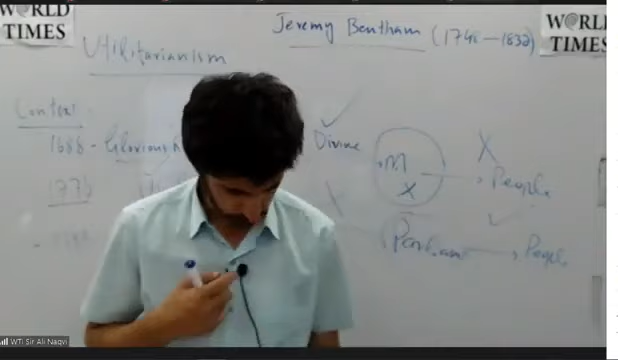 WORLD
TIMES
Jeremy Bentham (1748-1832)
WORLD
TIMES
Utilitarianism
Context
1688 - Glorious
Divine
M
X
X
People
1776
X
People
WTI Sir Ali Naqvi